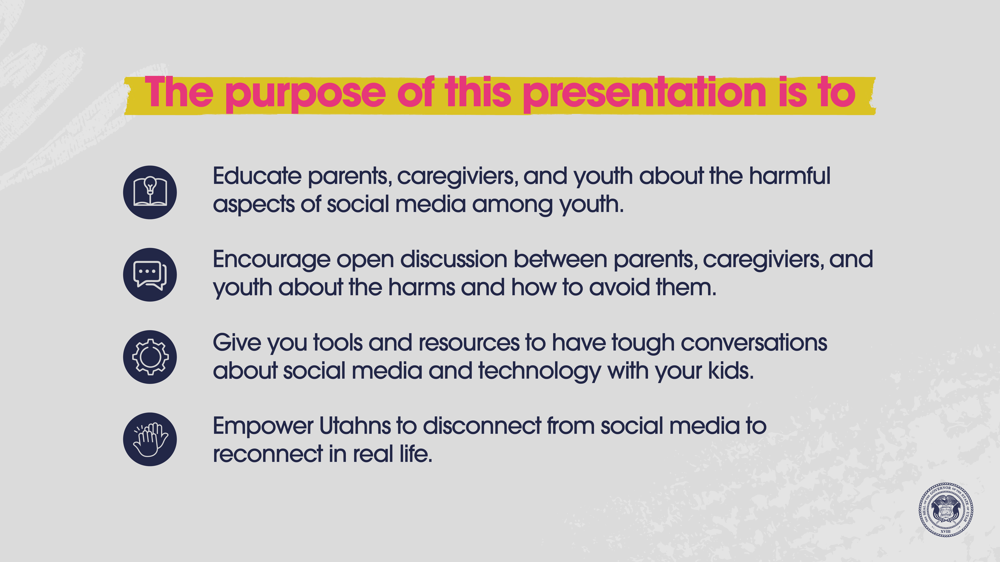 The purpose of this presentation is to
Educate parents, caregiviers, and youth about the harmful
aspects of social media among youth.
Encourage open discussion between parents, caregiviers, and
youth about the harms and how to avoid them.
Give you tools and resources to have tough conversations
about social media and technology with your kids.
Empower Utahns to disconnect from social media to
reconnect in real life.
THE SEAL OF THE GOVERNOR OF THE STATE OF UTAH
INDUSTRY
1847
XVIII